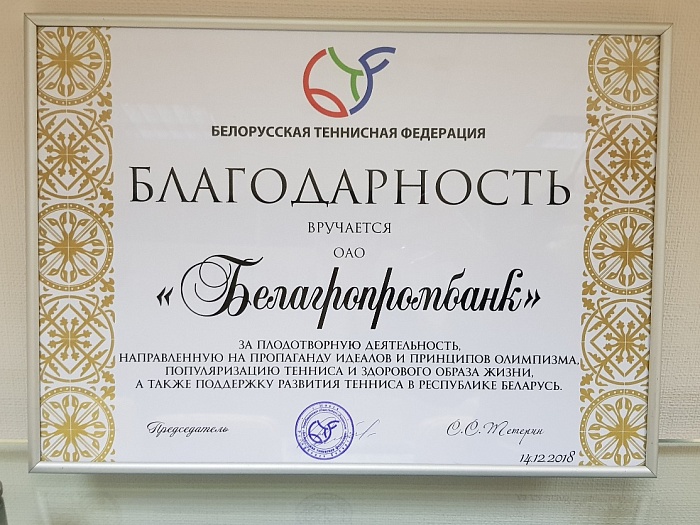 БЕЛОРУССКАЯ ТЕННИСНАЯ ФЕДЕРАЦИЯ
БЛАГОДАРНОСТЬ
ВРУЧАЕТСЯ
ОАО
«Белагропромбанк»
ЗА ПЛОДОТВОРНУЮ ДЕЯТЕЛЬНОСТЬ,
НАПРАВЛЕННУЮ НА ПРОПАГАНДУ ИДЕАЛОВ И ПРИНЦИПОВ ОЛИМПИЗМА,
ПОПУЛЯРИЗАЦИЮ ТЕННИСА И ЗДОРОВОГО ОБРАЗА ЖИЗНИ,
А ТАКЖЕ ПОДДЕРЖКУ РАЗВИТИЯ ТЕННИСА В РЕСПУБЛИКЕ БЕЛАРУСЬ.
Председатель С.С.Тетерин
14.12.2018